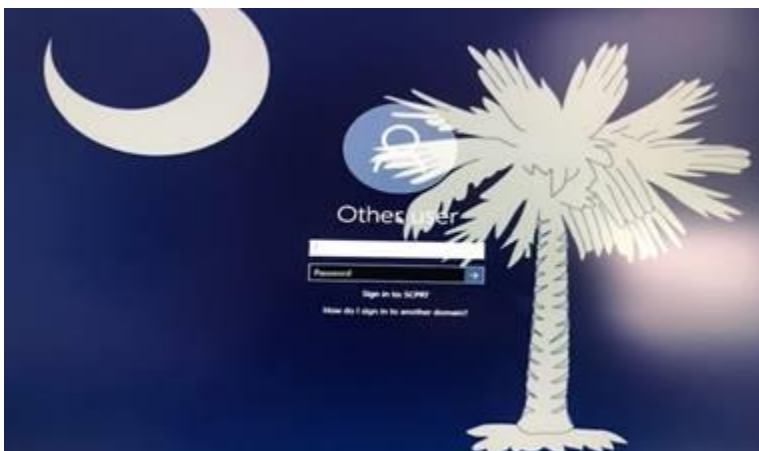 Other user
Password
Sign in to: SCPRT
How do I sign in to another domain?